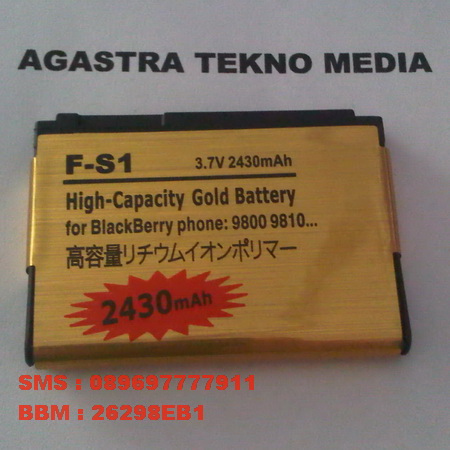 AGASTRA TEKNO MEDIA
F-S1 3.7V 2430mAh
High-Capacity Gold Battery
for BlackBerry phone: 9800 9810...
高容量リチウムイオンポリマー
2430mAh
SMS : 089697777911
BBM : 26298EB1